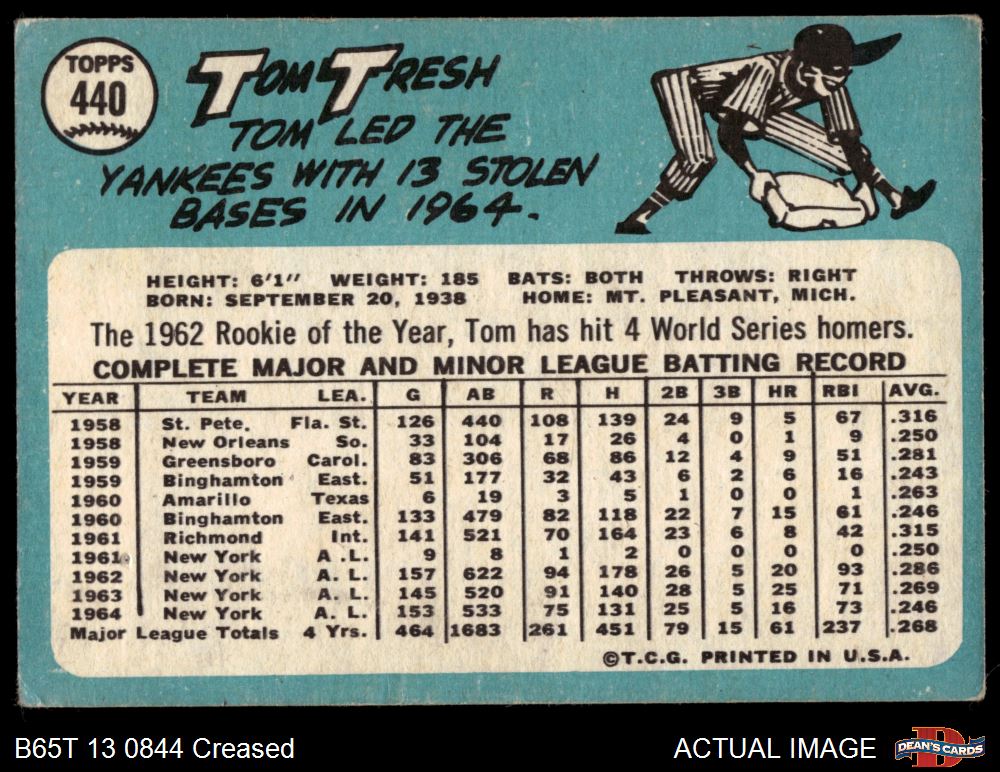 TOPPS
440
TOM TRESH
TOM LED THE
YANKEES WITH 13 STOLEN
BASES IN 1964.
HEIGHT: 6'1" WEIGHT: 185 BATS: BOTH THROWS: RIGHT
BORN: SEPTEMBER 20, 1938 HOME: MT. PLEASANT, MICH.
The 1962 Rookie of the Year, Tom has hit 4 World Series homers.
COMPLETE MAJOR AND MINOR LEAGUE BATTING RECORD
YEAR TEAM LEA. G AB R H 2B 3B HR RBI AVG.
1958 St. Pete. Fla. St. 126 440 108 139 24 9 5 67 .316
1958 New Orleans So. 33 104 17 26 4 0 1 9 .250
1959 Greensboro Carol. 83 306 68 86 12 4 9 51 .281
1959 Binghamton East. 51 177 32 43 6 2 6 16 .243
1960 Amarillo Texas 6 19 3 5 1 0 0 1 .263
1960 Binghamton East. 133 479 82 118 22 7 15 61 .246
1961 Richmond Int. 141 521 70 164 23 6 8 42 .315
1961 New York A.L. 9 8 1 2 0 0 0 0 .250
1962 New York A. L. 157 622 94 178 26 5 20 93 .286
1963 New York A. L. 145 520 91 140 28 5 25 71 .269
1964 New York A. L. 153 533 75 131 25 5 16 73 .246
Major League Totals 4 Yrs. 464 1683 261 451 79 15 61 237 .268
©T.C.G. PRINTED IN U.S.A.
B65T 13 0844 Creased ACTUAL IMAGE DEAN'S CARDS